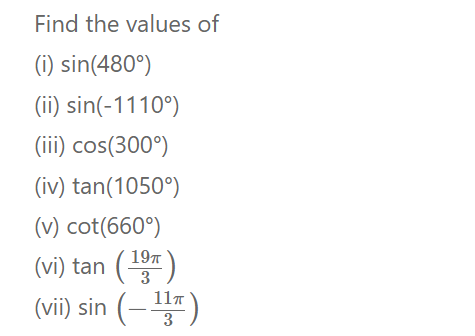 Find the values of
(i) sin(480°)
(ii) sin(-1110°)
(iii) cos(300°)
(iv) tan(1050°)
(v) cot(660°)
(vi) tan (19π/3)
(vii) sin (−11π/3)